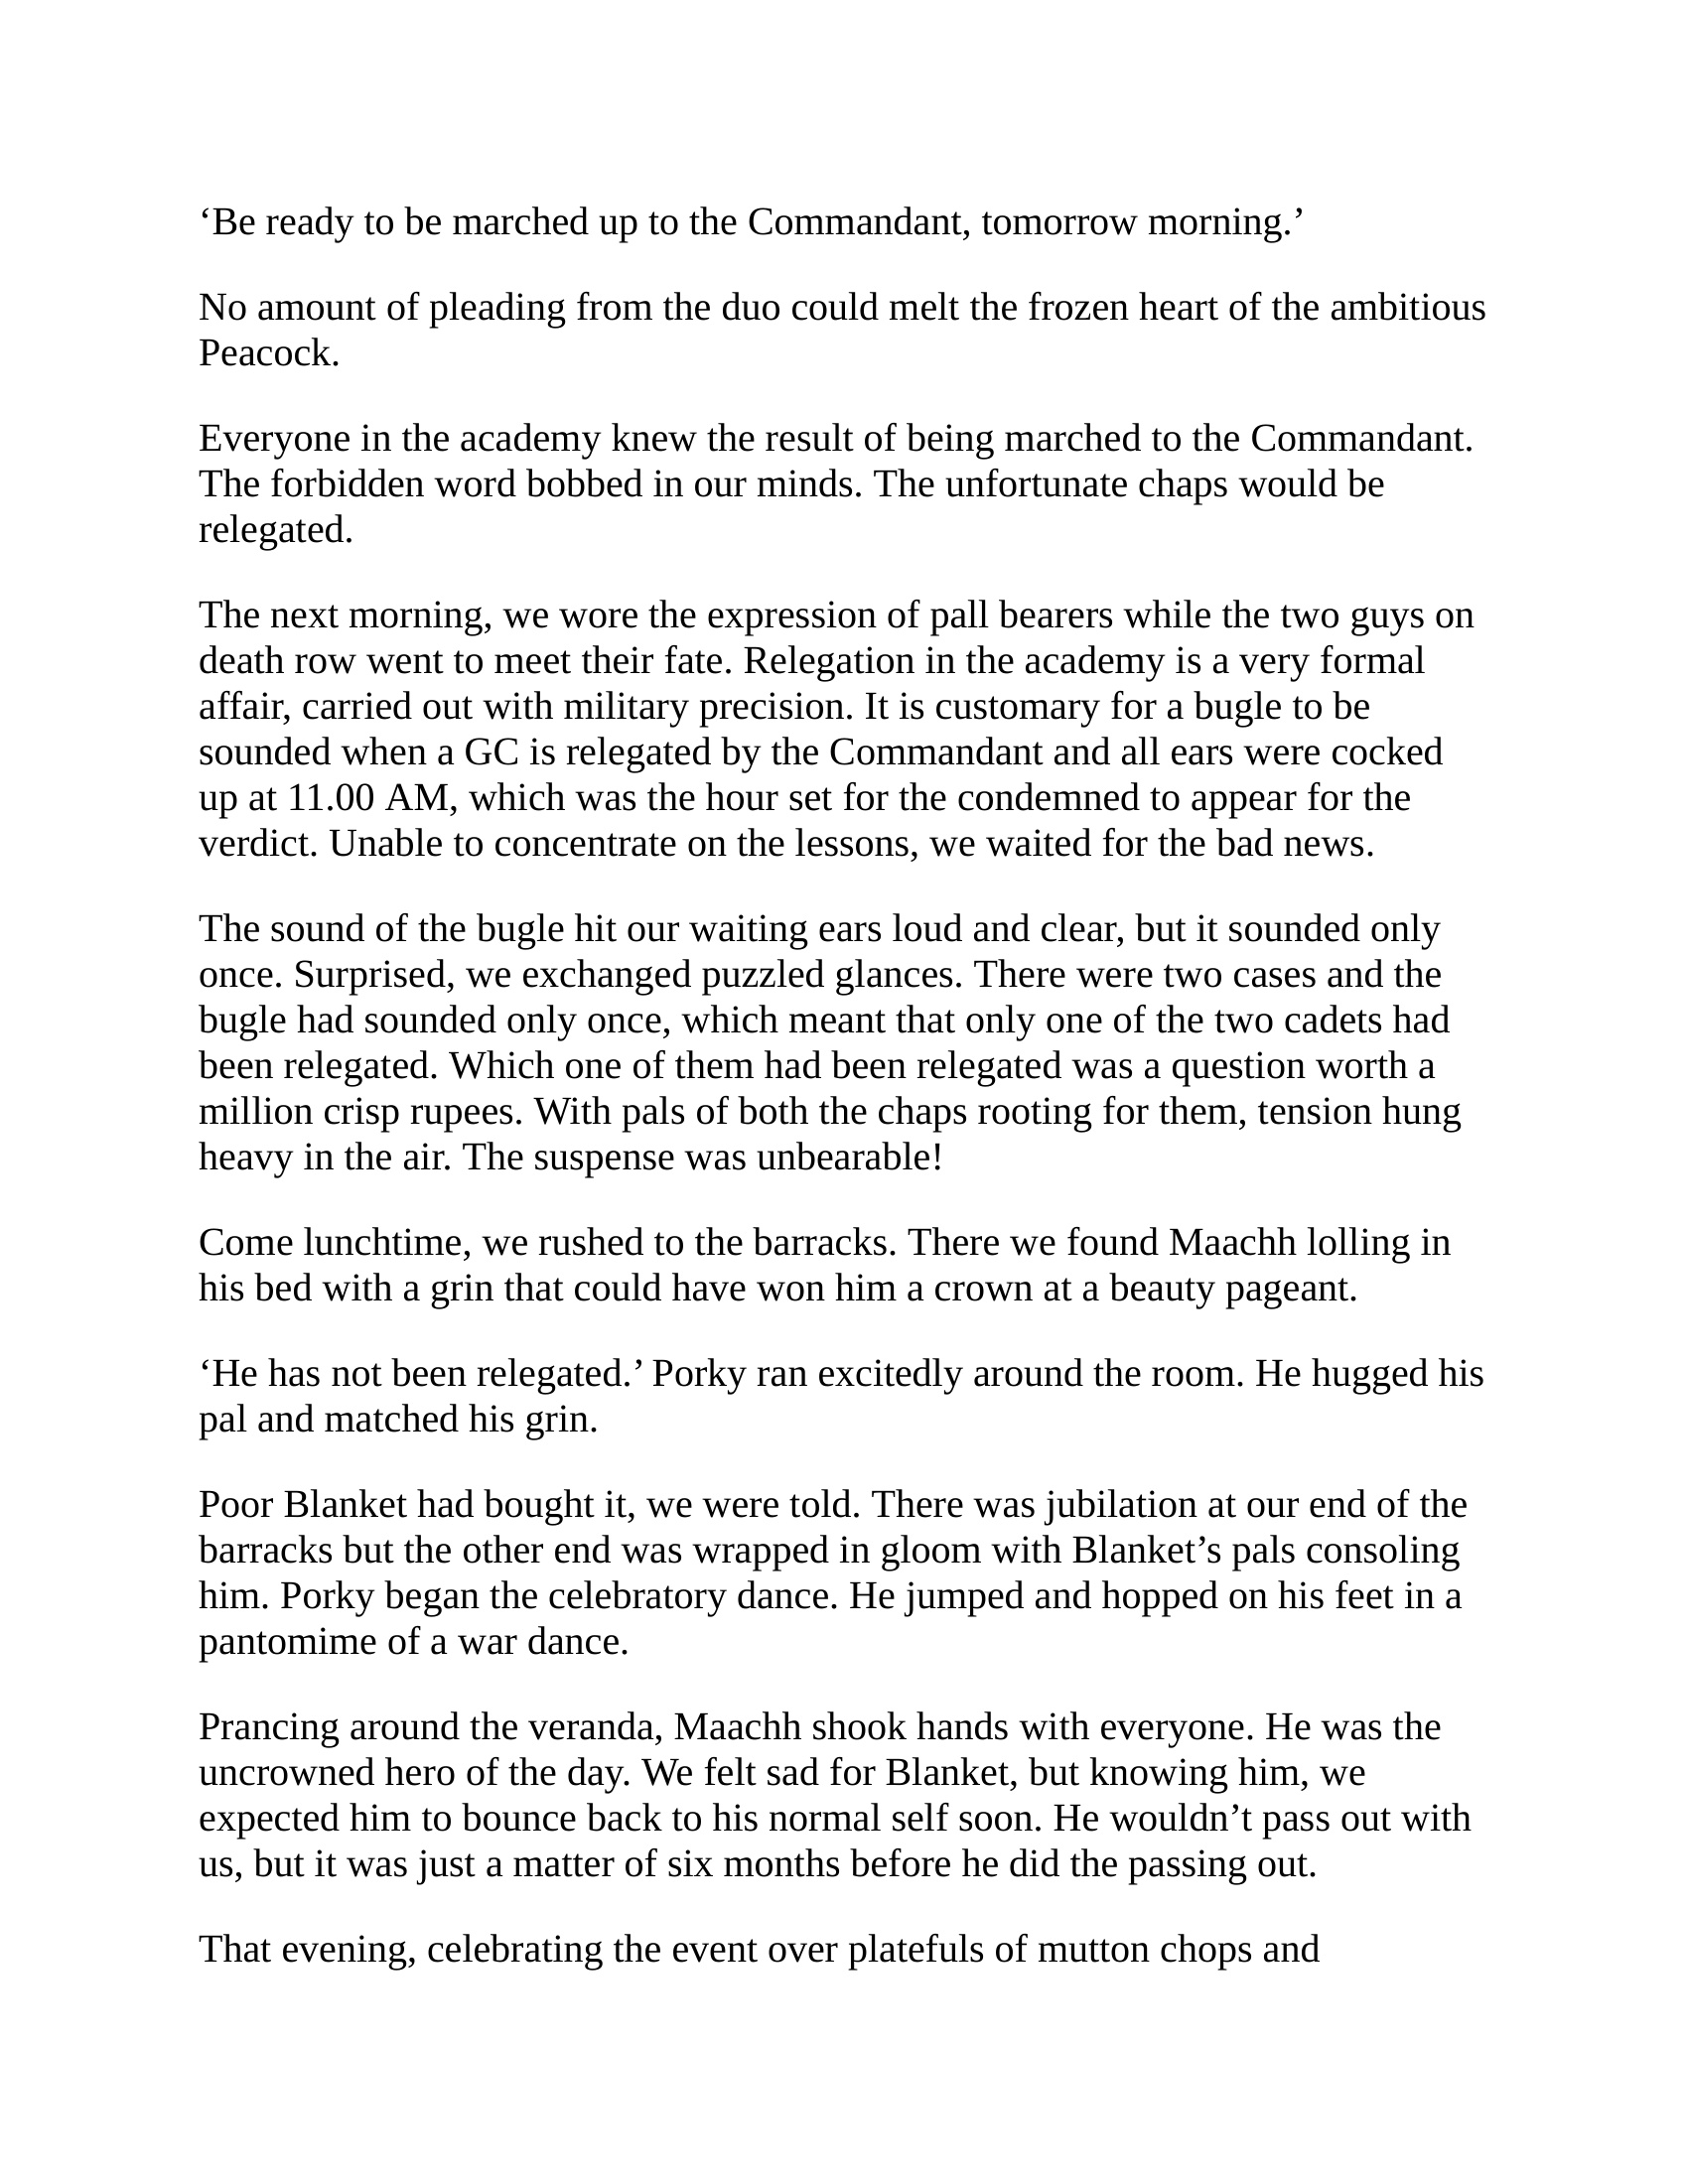 ‘Be ready to be marched up to the Commandant, tomorrow morning.’
No amount of pleading from the duo could melt the frozen heart of the ambitious
Peacock.
Everyone in the academy knew the result of being marched to the Commandant.
The forbidden word bobbed in our minds. The unfortunate chaps would be
relegated.
The next morning, we wore the expression of pall bearers while the two guys on
death row went to meet their fate. Relegation in the academy is a very formal
affair, carried out with military precision. It is customary for a bugle to be
sounded when a GC is relegated by the Commandant and all ears were cocked
up at 11.00 AM, which was the hour set for the condemned to appear for the
verdict. Unable to concentrate on the lessons, we waited for the bad news.
The sound of the bugle hit our waiting ears loud and clear, but it sounded only
once. Surprised, we exchanged puzzled glances. There were two cases and the
bugle had sounded only once, which meant that only one of the two cadets had
been relegated. Which one of them had been relegated was a question worth a
million crisp rupees. With pals of both the chaps rooting for them, tension hung
heavy in the air. The suspense was unbearable!
Come lunchtime, we rushed to the barracks. There we found Maachh lolling in
his bed with a grin that could have won him a crown at a beauty pageant.
‘He has not been relegated.’ Porky ran excitedly around the room. He hugged his
pal and matched his grin.
Poor Blanket had bought it, we were told. There was jubilation at our end of the
barracks but the other end was wrapped in gloom with Blanket’s pals consoling
him. Porky began the celebratory dance. He jumped and hopped on his feet in a
pantomime of a war dance.
Prancing around the veranda, Maachh shook hands with everyone. He was the
uncrowned hero of the day. We felt sad for Blanket, but knowing him, we
expected him to bounce back to his normal self soon. He wouldn’t pass out with
us, but it was just a matter of six months before he did the passing out.
That evening, celebrating the event over platefuls of mutton chops and